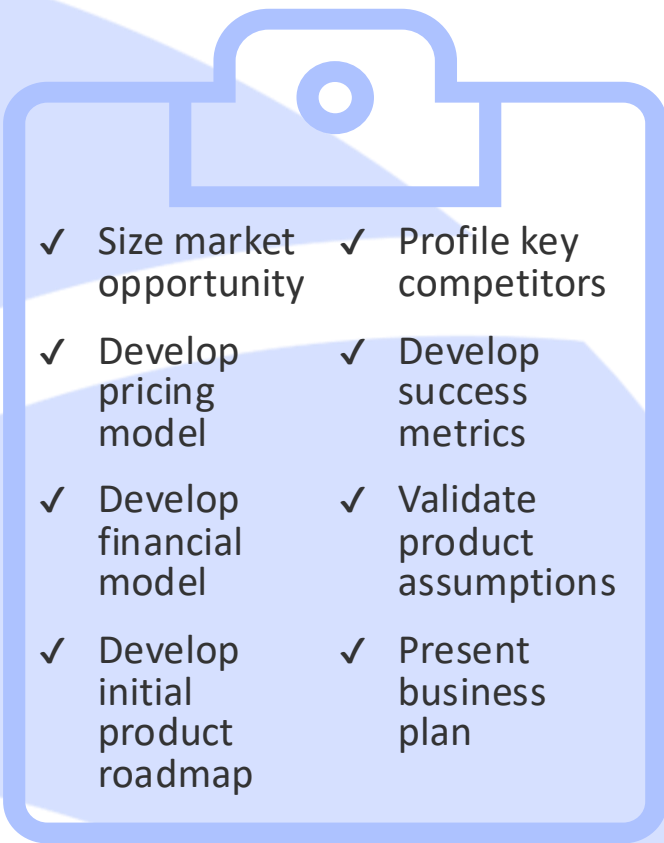 ✓ Size market
opportunity
✓ Develop
pricing
model
✓ Develop
financial
model
✓ Develop
initial
product
roadmap
✓ Profile key
competitors
✓ Develop
success
metrics
✓ Validate
product
assumptions
✓ Present
business
plan